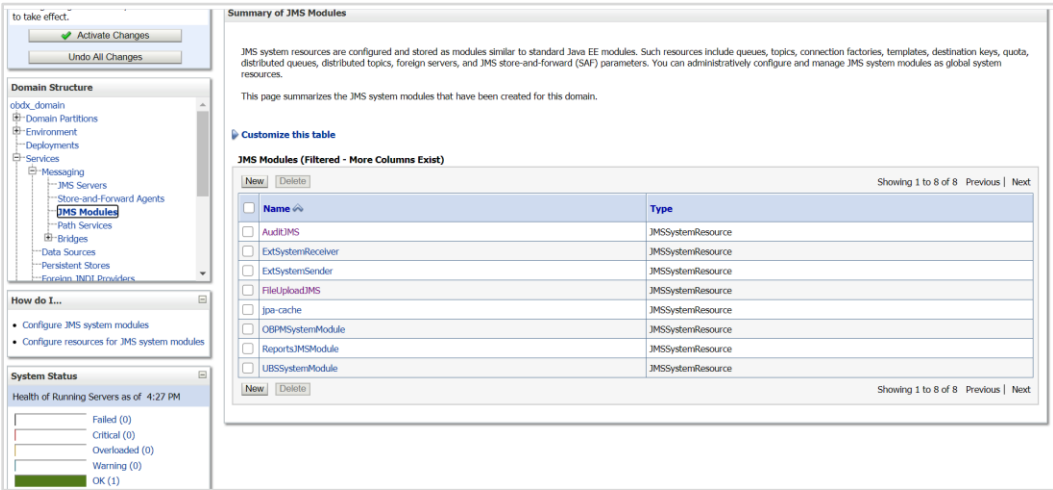 to take effect.
Activate Changes
Undo All Changes
Domain Structure
obdx_domain
Domain Partitions
Environment
Deployments
Services
Messaging
JMS Servers
Store-and-Forward Agents
JMS Modules
Path Services
Bridges
Data Sources
Persistent Stores
Foreign JNDI Providers
How do I...
Configure JMS system modules
Configure resources for JMS system modules
System Status
Health of Running Servers as of 4:27 PM
Failed (0)
Critical (0)
Overloaded (0)
Warning (0)
OK (1)
Summary of JMS Modules
JMS system resources are configured and stored as modules similar to standard Java EE modules. Such resources include queues, topics, connection factories, templates, destination keys, quota,
distributed queues, distributed topics, foreign servers, and JMS store-and-forward (SAF) parameters. You can administratively configure and manage JMS system modules as global system
resources.
This page summarizes the JMS system modules that have been created for this domain.
Customize this table
JMS Modules (Filtered - More Columns Exist)
New Delete Showing 1 to 8 of 8 Previous | Next
Name Type
AuditJMS JMSSystemResource
ExtSystemReceiver JMSSystemResource
ExtSystemSender JMSSystemResource
FileUploadJMS JMSSystemResource
jpa-cache JMSSystemResource
OBPMSystemModule JMSSystemResource
ReportsJMSModule JMSSystemResource
UBSSystemModule JMSSystemResource
New Delete Showing 1 to 8 of 8 Previous | Next